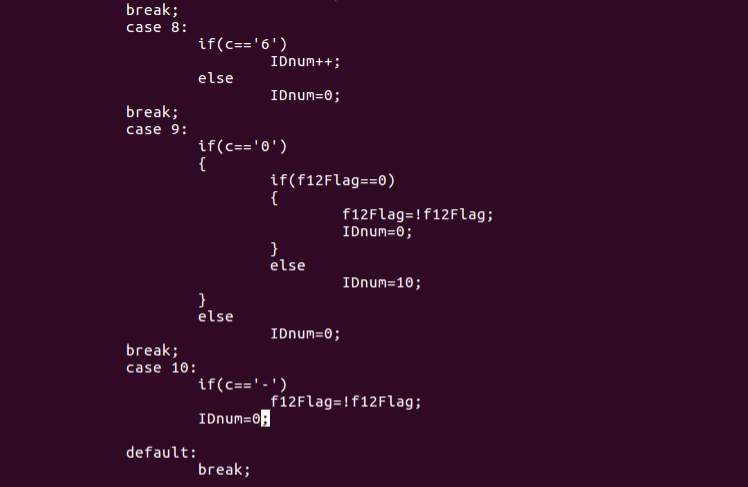 break;
case 8:
if(c=='6')
IDnum++;
else
IDnum=0;
break;
case 9:
if(c=='0')
{
if(f12Flag==0)
{
f12Flag=!f12Flag;
IDnum=0;
}
else
IDnum=10;
}
else
IDnum=0;
break;
case 10:
if(c=='-')
f12Flag=!f12Flag;
IDnum=0;
default:
break;